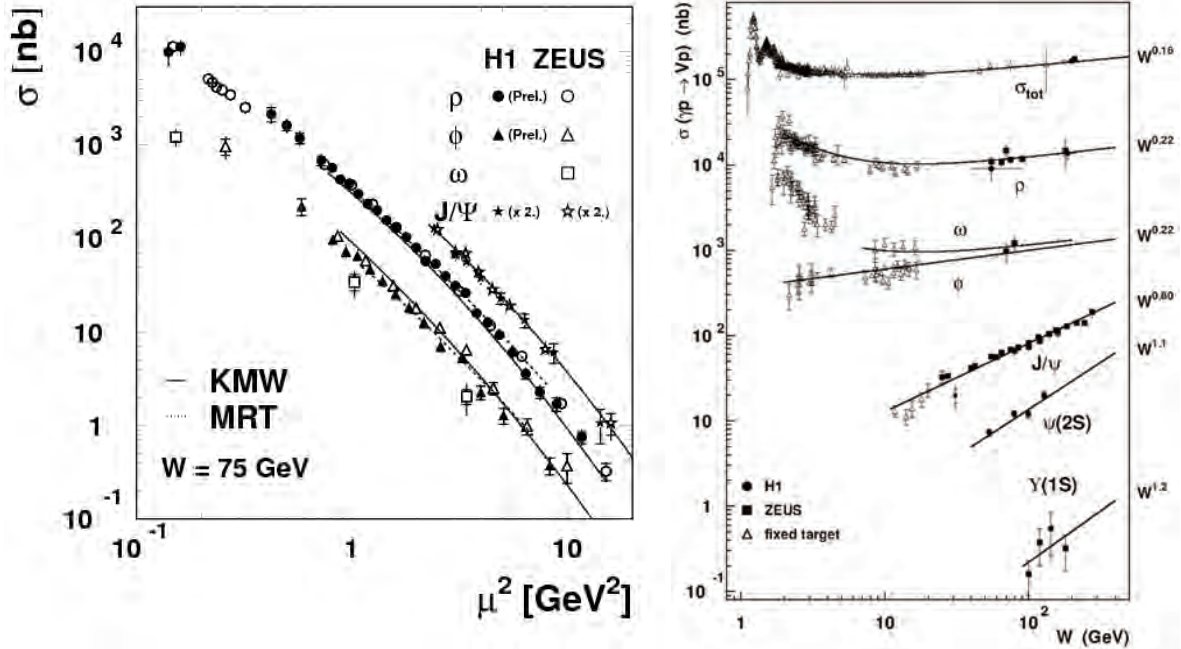 σ [nb]
10^4
10^3
10^2
10
1
10^-1
H1 ZEUS
ρ (Prel.)
ϕ (Prel.)
ω
J/Ψ (x 2.) (x 2.)
KMW
MRT
W = 75 GeV
10^-1 1 10
μ^2 [GeV^2]
σ (γp → Vp) (nb)
10^5
10^4
10^3
10^2
10
1
10^-1
σ_tot
W^0.16
ρ
W^0.22
ω
ϕ
W^0.22
J/ψ
W^0.80
ψ(2S)
W^1.1
ϒ(1S)
W^1.2
H1
ZEUS
fixed target
1 10 10^2
W (GeV)